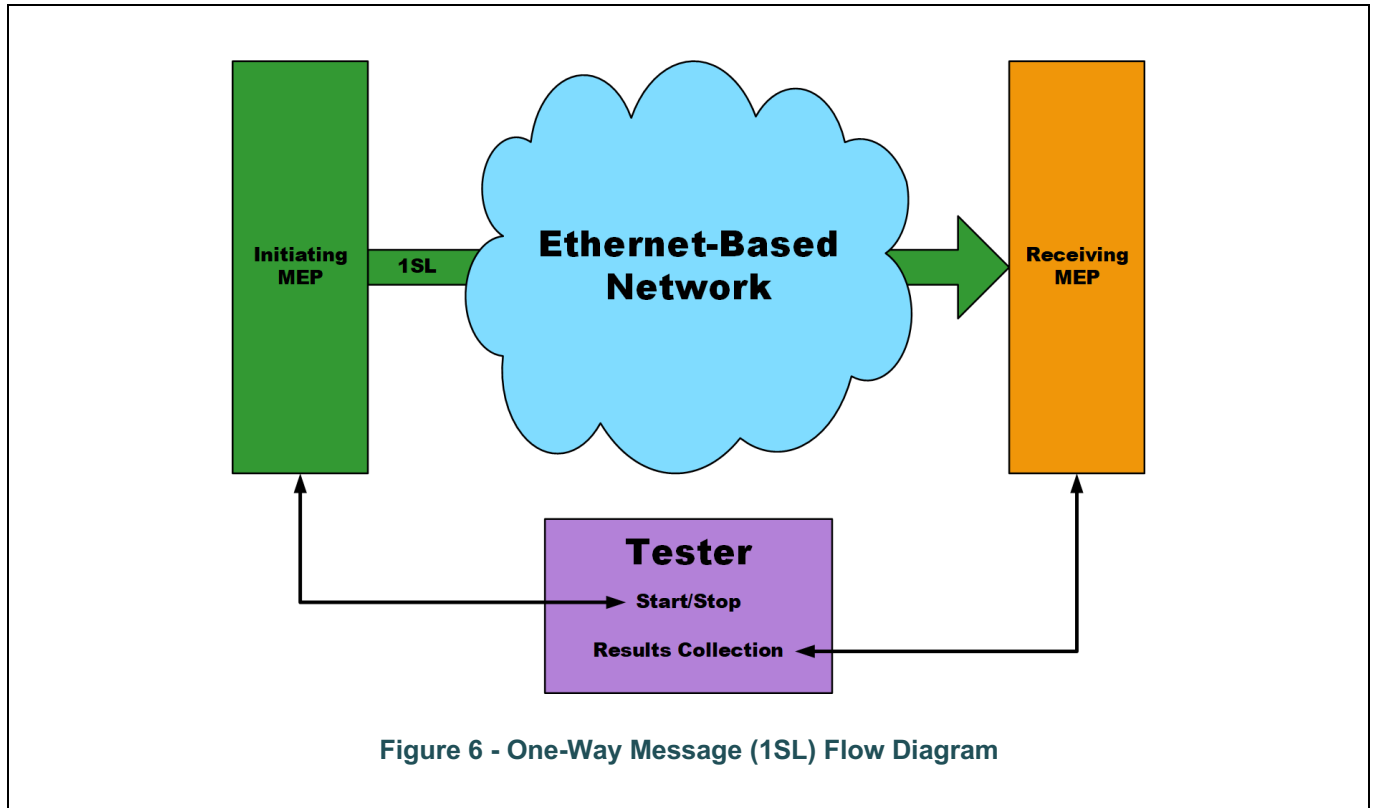 Initiating
MEP
1SL
Ethernet-Based
Network
Receiving
MEP
Tester
Start/Stop
Results Collection
Figure 6 - One-Way Message (1SL) Flow Diagram